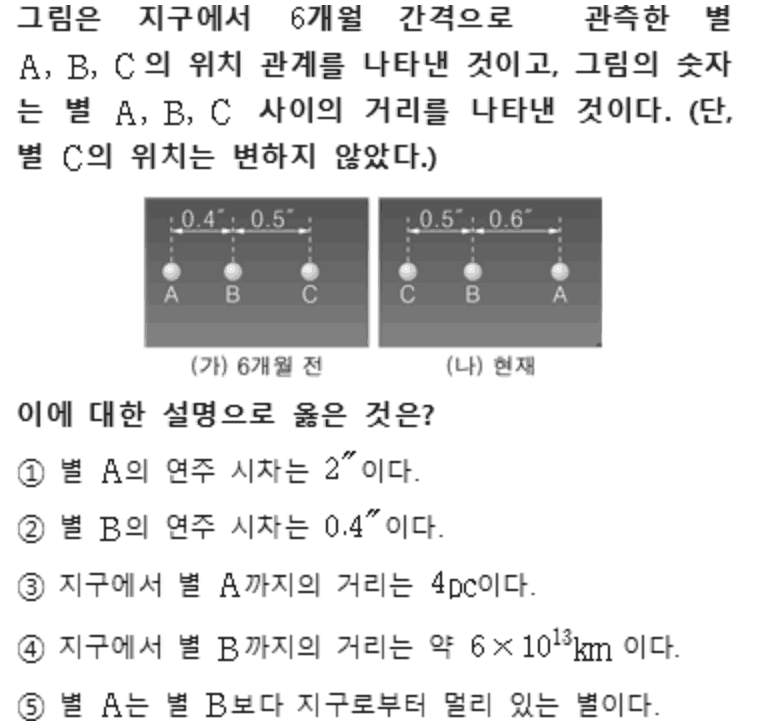 그림은 지구에서 6개월 간격으로 관측한 별
A, B, C의 위치 관계를 나타낸 것이고, 그림의 숫자
는 별 A, B, C 사이의 거리를 나타낸 것이다. (단,
별 C의 위치는 변하지 않았다.)
0.4″ 0.5″ 0.5″ 0.6″
A B C C B A
(가) 6개월 전 (나) 현재
이에 대한 설명으로 옳은 것은?
① 별 A의 연주 시차는 2″이다.
② 별 B의 연주 시차는 0.4″이다.
③ 지구에서 별 A까지의 거리는 4pc이다.
④ 지구에서 별 B까지의 거리는 약 6×10¹³km 이다.
⑤ 별 A는 별 B보다 지구로부터 멀리 있는 별이다.